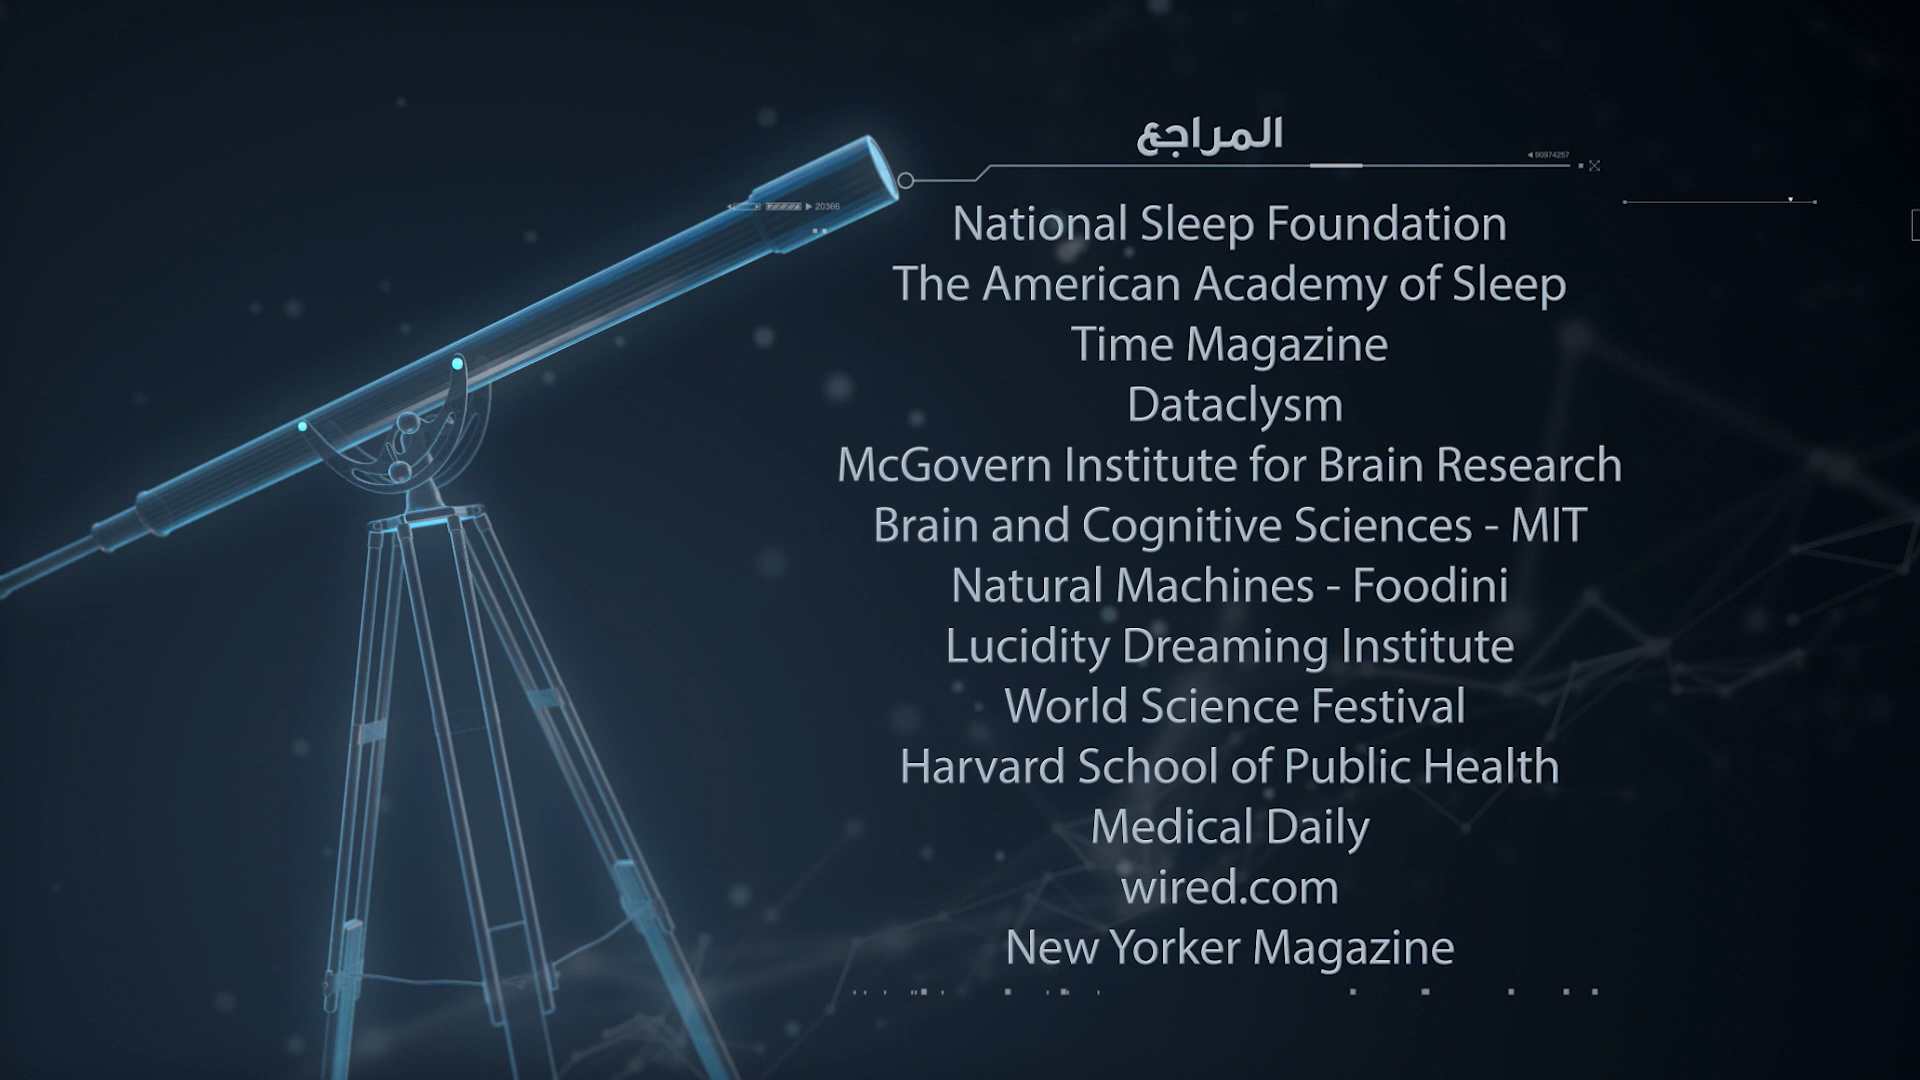 المراجع
90974257
20366
National Sleep Foundation
The American Academy of Sleep
Time Magazine
Dataclysm
McGovern Institute for Brain Research
Brain and Cognitive Sciences - MIT
Natural Machines - Foodini
Lucidity Dreaming Institute
World Science Festival
Harvard School of Public Health
Medical Daily
wired.com
New Yorker Magazine